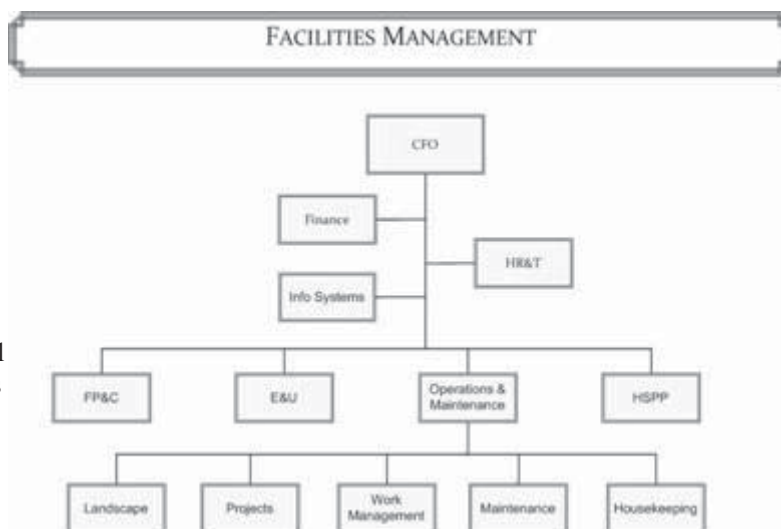 FACILITIES MANAGEMENT
CFO
Finance
HR&T
Info Systems
FP&C
E&U
Operations &
Maintenance
HSPP
Landscape
Projects
Work
Management
Maintenance
Housekeeping